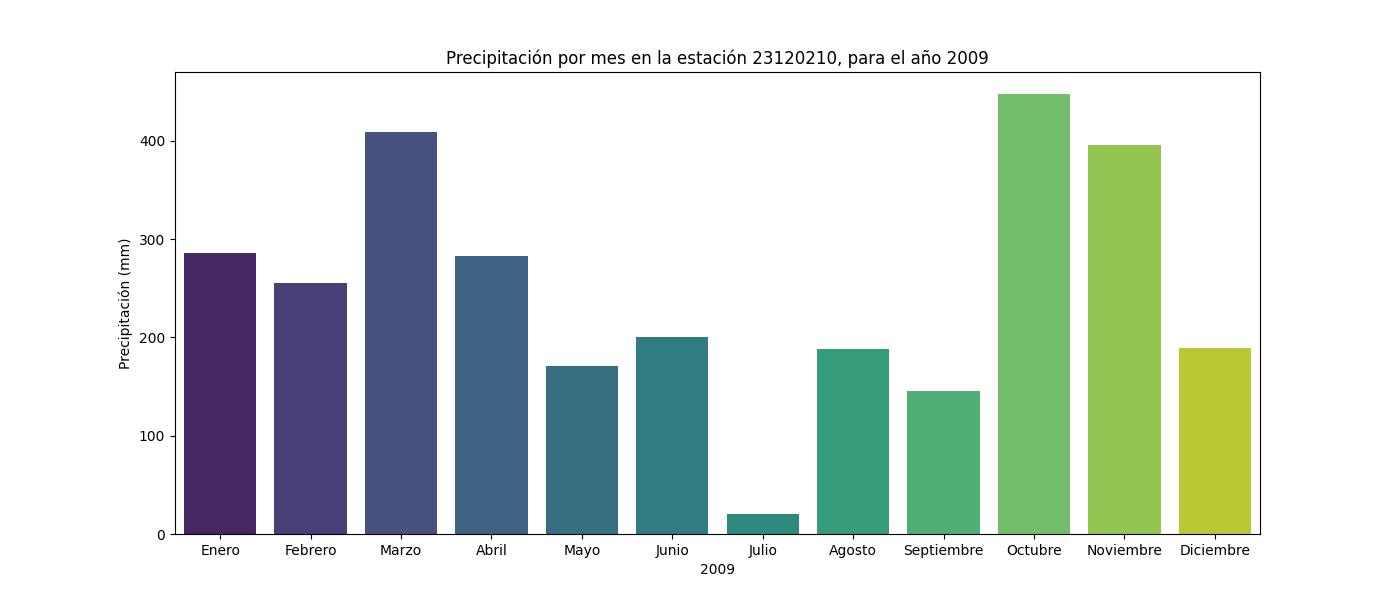 Precipitación por mes en la estación 23120210, para el año 2009
Precipitación (mm)
400
300
200
100
0
Enero Febrero Marzo Abril Mayo Junio Julio Agosto Septiembre Octubre Noviembre Diciembre
2009